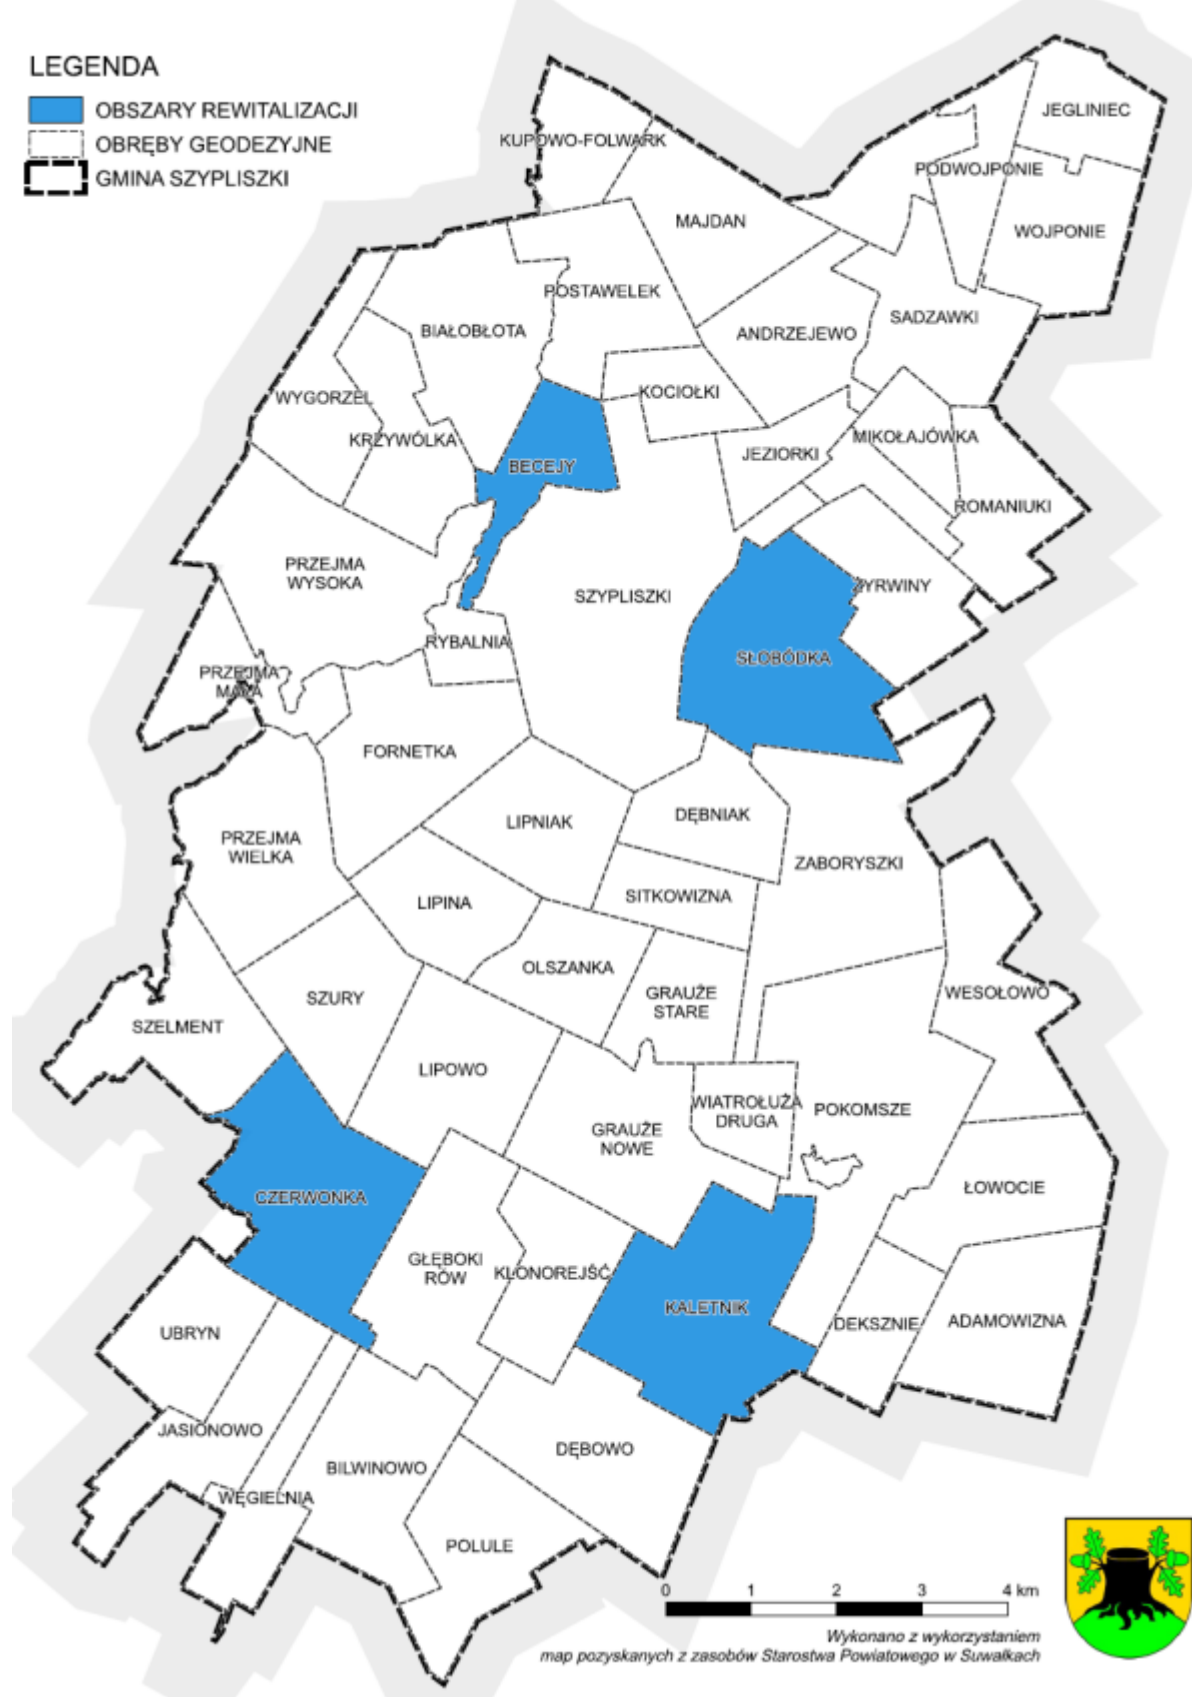 LEGENDA
OBSZARY REWITALIZACJI
OBRĘBY GEODEZYJNE
GMINA SZYPLISZKI
JEGLINIEC
KUPOWO-FOLWARK
PODWOJPONIE
MAJDAN
WOJPONIE
POSTAWELEK
SADZAWKI
BIAŁOBŁOTA
ANDRZEJEWO
KOCIOŁKI
WYGORZEL
KRZYWÓLKA
MIKOŁAJÓWKA
JEZIORKI
BECEJY
ROMANIUKI
PRZEJMA
WYSOKA
ŻYRWINY
SZYPLISZKI
RYBALNIA
SŁOBÓDKA
PRZEJMA
MAŁA
FORNETKA
DĘBNIAK
LIPNIAK
PRZEJMA
WIELKA
ZABORYSZKI
SITKOWIZNA
LIPINA
OLSZANKA
GRAUŻE
STARE
WESOŁOWO
SZURY
SZELMENT
LIPOWO
WIATROŁUŻA
DRUGA
POKOMSZE
GRAUŻE
NOWE
ŁOWOCIE
CZERWONKA
GŁEBOKI
RÓW
KLONOREJŚĆ
KALETNIK
DEKSZNIE
ADAMOWIZNA
UBRYN
JASIONOWO
DĘBOWO
BILWINOWO
WĘGIELNIA
POLULE
0 1 2 3 4 km
Wykonano z wykorzystaniem
map pozyskanych z zasobów Starostwa Powiatowego w Suwałkach